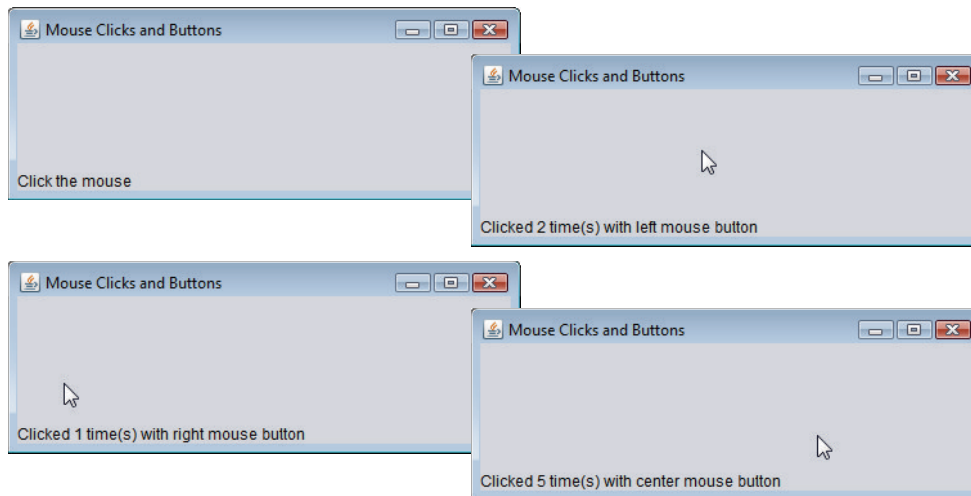 Mouse Clicks and Buttons
Click the mouse
Mouse Clicks and Buttons
Clicked 2 time(s) with left mouse button
Mouse Clicks and Buttons
Clicked 1 time(s) with right mouse button
Mouse Clicks and Buttons
Clicked 5 time(s) with center mouse button